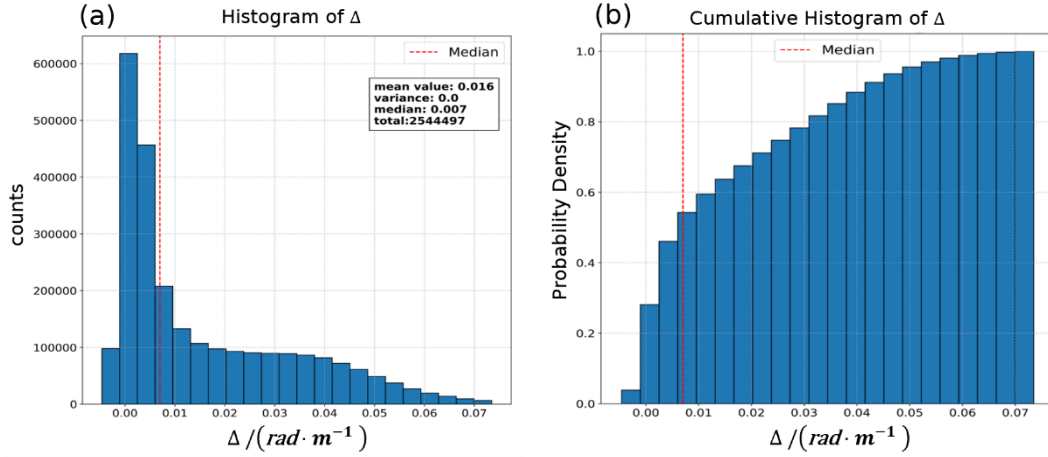 (a)
Histogram of Δ
Median
mean value: 0.016
variance: 0.0
median: 0.007
total:2544497
counts
600000
500000
400000
300000
200000
100000
0
0.00 0.01 0.02 0.03 0.04 0.05 0.06 0.07
Δ /(rad · m⁻¹)
(b)
Cumulative Histogram of Δ
Median
Probability Density
1.0
0.8
0.6
0.4
0.2
0.0
0.00 0.01 0.02 0.03 0.04 0.05 0.06 0.07
Δ /(rad · m⁻¹)